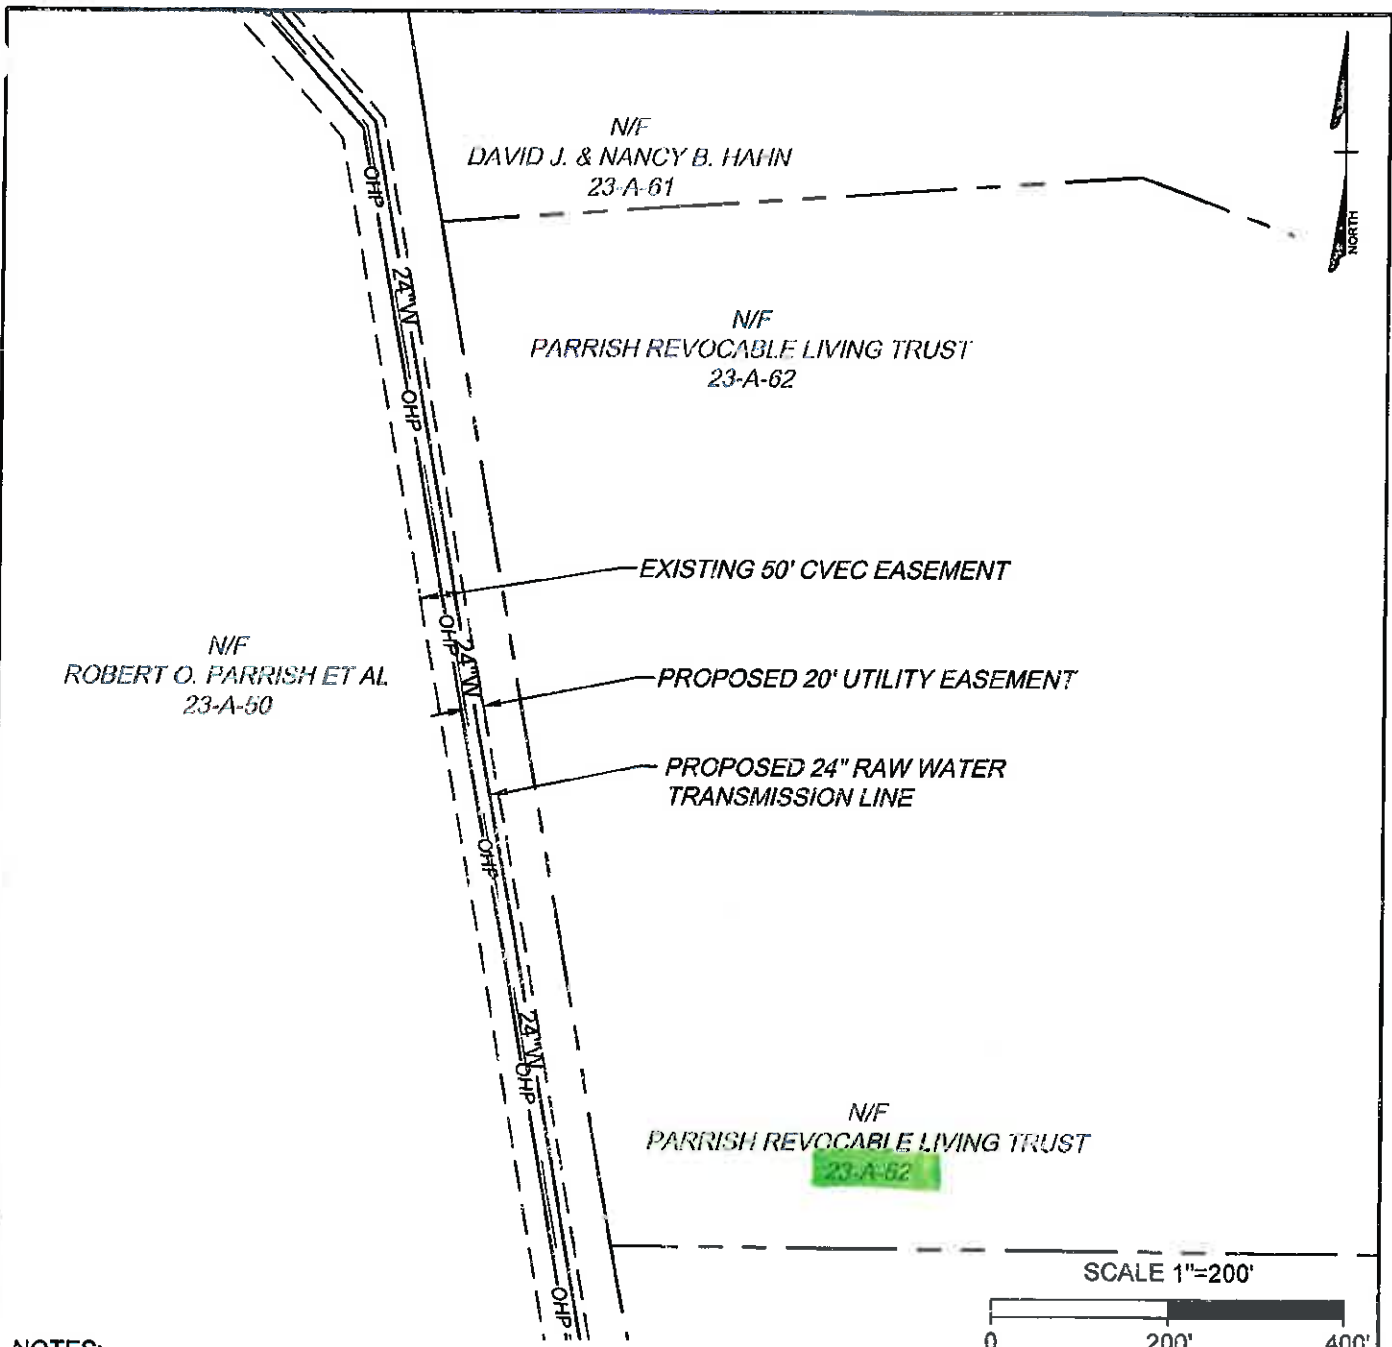 N/F
DAVID J. & NANCY B. HAHN
23-A-61
NORTH
OHP
24"W
N/F
PARRISH REVOCABLE LIVING TRUST
23-A-62
OHP
EXISTING 50' CVEC EASEMENT
OHP
N/F
ROBERT O. PARRISH ET AL
23-A-50
24"W
PROPOSED 20' UTILITY EASEMENT
PROPOSED 24" RAW WATER
TRANSMISSION LINE
OHP
24"W
OHP
N/F
PARRISH REVOCABLE LIVING TRUST
23-A-62
SCALE 1"=200'
OHP
0 200' 400'
NOTES: